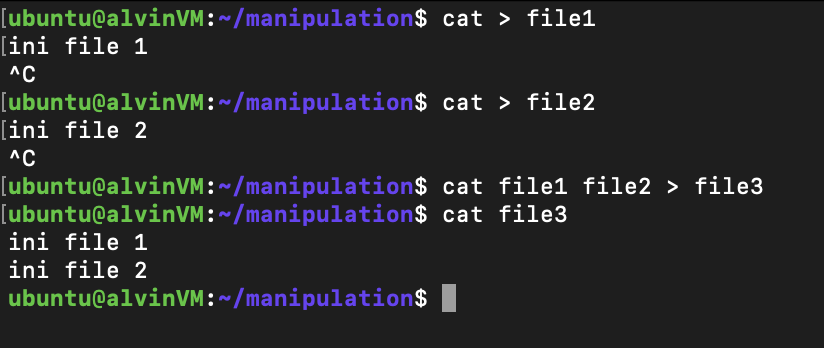 [ubuntu@alvinVM:~/manipulation$ cat > file1
[ini file 1
^C
[ubuntu@alvinVM:~/manipulation$ cat > file2
[ini file 2
^C
[ubuntu@alvinVM:~/manipulation$ cat file1 file2 > file3
[ubuntu@alvinVM:~/manipulation$ cat file3
ini file 1
ini file 2
ubuntu@alvinVM:~/manipulation$